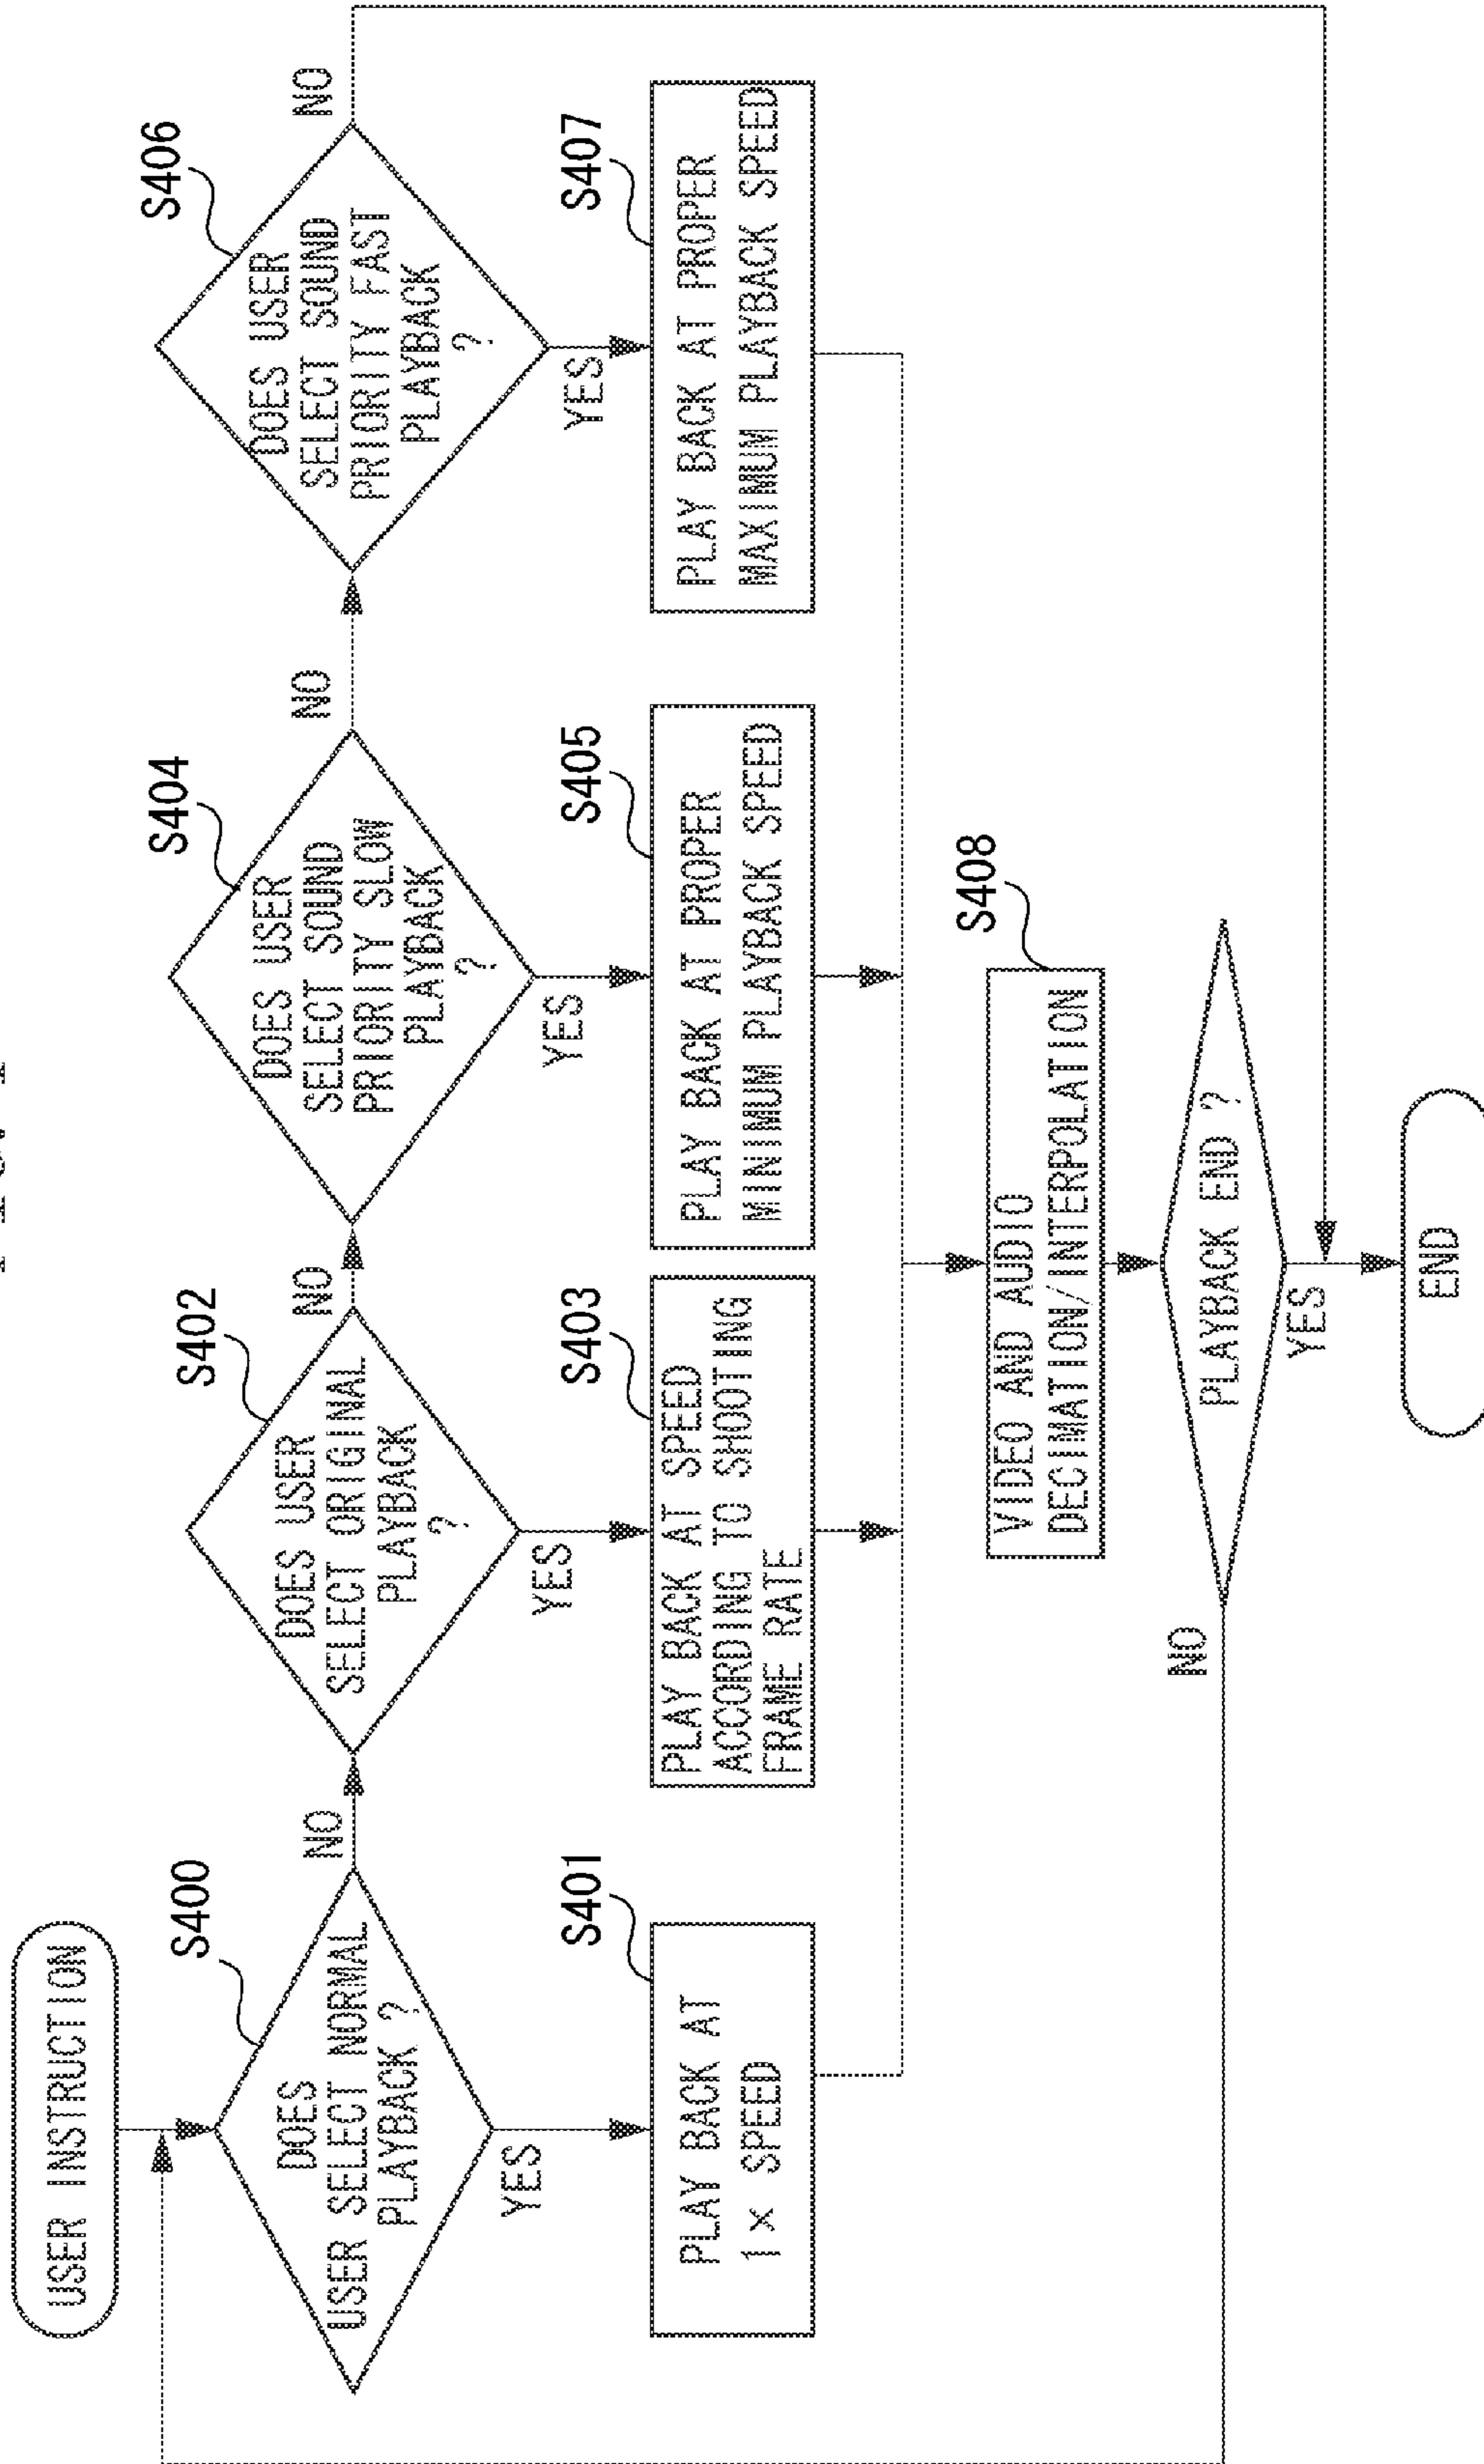 USER INSTRUCTION
S400
DOES
USER SELECT NORMAL
PLAYBACK ?
NO
YES
S401
PLAY BACK AT
1 × SPEED
S402
DOES USER
SELECT ORIGINAL
PLAYBACK
?
NO
YES
S403
PLAY BACK AT SPEED
ACCORDING TO SHOOTING
FRAME RATE
S404
DOES USER
SELECT SOUND
PRIORITY SLOW
PLAYBACK
?
NO
YES
S405
PLAY BACK AT PROPER
MINIMUM PLAYBACK SPEED
S406
DOES USER
SELECT SOUND
PRIORITY FAST
PLAYBACK
?
NO
YES
S407
PLAY BACK AT PROPER
MAXIMUM PLAYBACK SPEED
S408
VIDEO AND AUDIO
DECIMATION/INTERPOLATION
PLAYBACK END ?
NO
YES
END